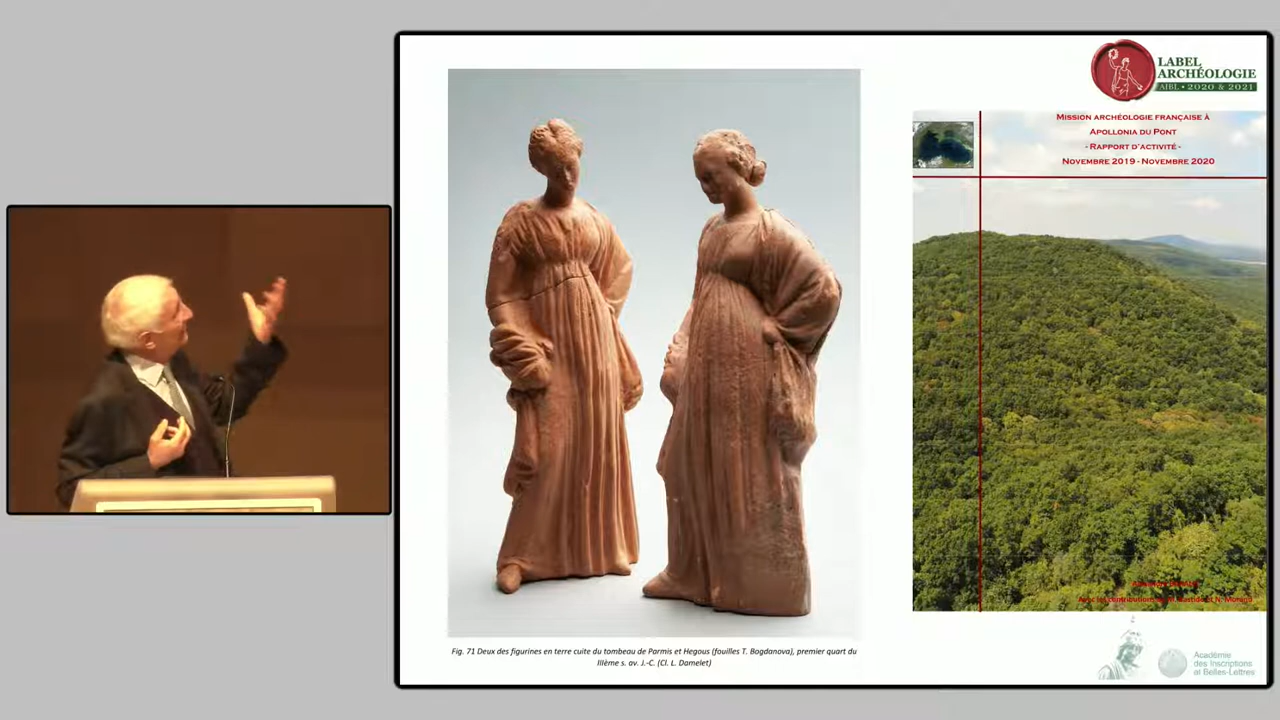 LABEL
ARCHÉOLOGIE
AIBL • 2020 & 2021
MISSION ARCHÉOLOGIE FRANÇAISE À
APOLLONIA DU PONT
- RAPPORT D'ACTIVITÉ -
NOVEMBRE 2019 - NOVEMBRE 2020
Fig. 71 Deux des figurines en terre cuite du tombeau de Parmis et Hegous (fouilles T. Bogdanova), premier quart du
IIIème s. av. J.-C. (Cl. L. Damelet)
Académie
des Inscriptions
et Belles-Lettres